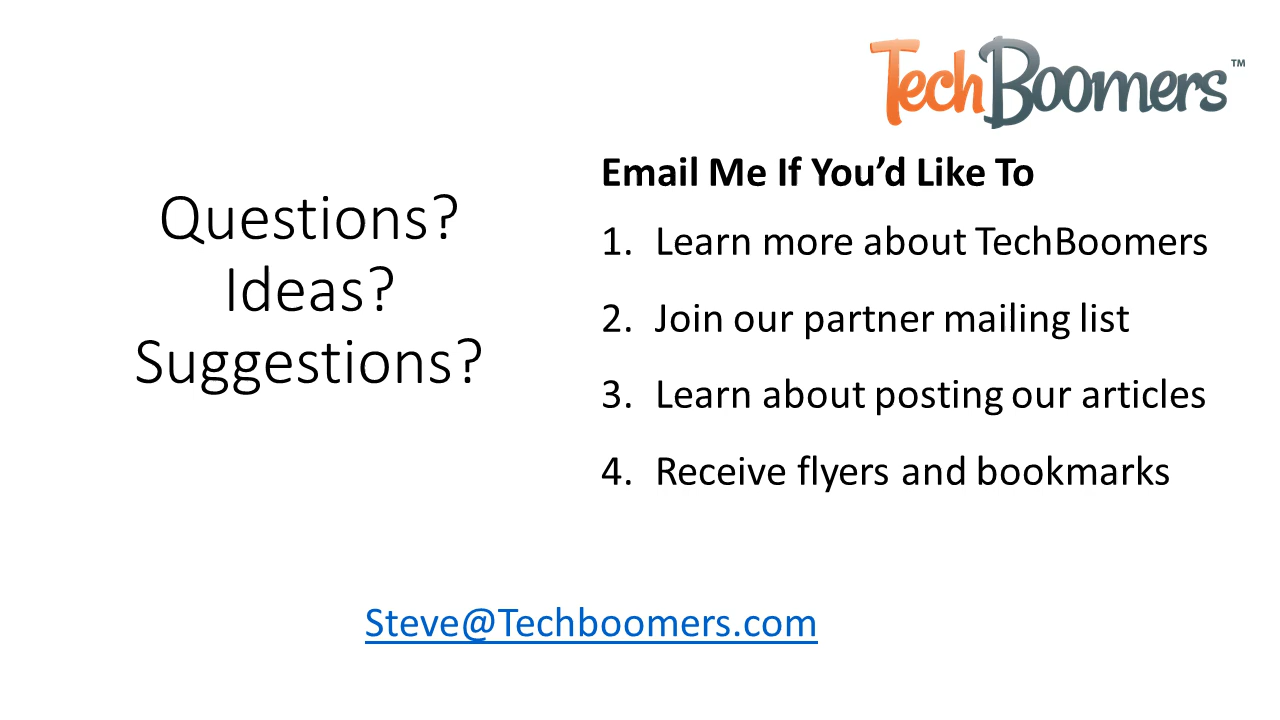 TechBoomers™
Questions?
Ideas?
Suggestions?
Email Me If You’d Like To
1. Learn more about TechBoomers
2. Join our partner mailing list
3. Learn about posting our articles
4. Receive flyers and bookmarks
Steve@Techboomers.com